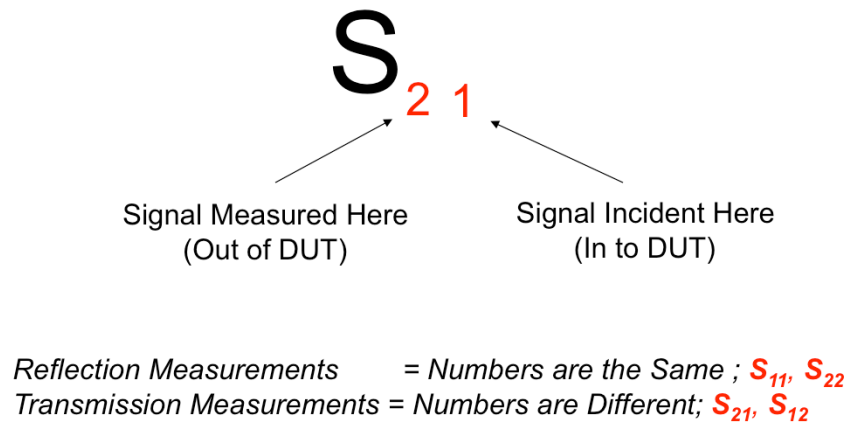 S21
Signal Measured Here
(Out of DUT)
Signal Incident Here
(In to DUT)
Reflection Measurements = Numbers are the Same ; S11, S22
Transmission Measurements = Numbers are Different; S21, S12